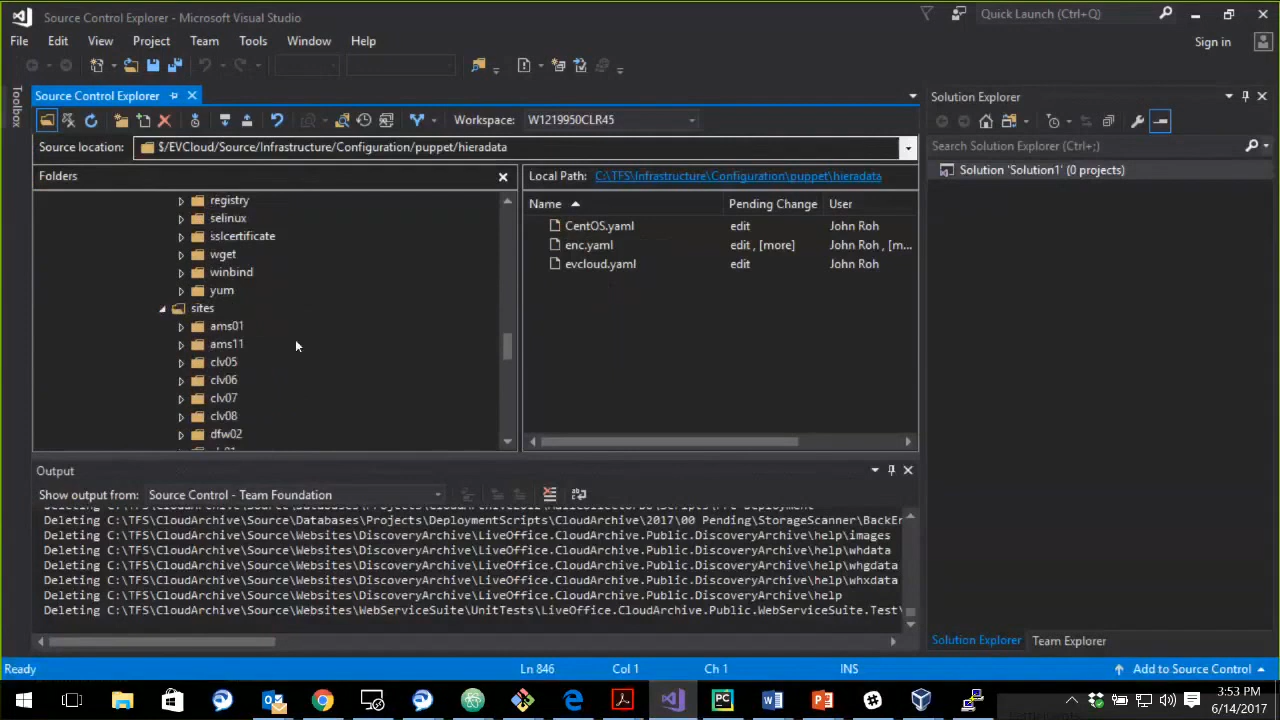 Source Control Explorer - Microsoft Visual Studio
Quick Launch (Ctrl+Q)
File Edit View Project Team Tools Window Help
Sign in
Toolbox
Source Control Explorer
Workspace: W1219950CLR45
Source location: $/EVCloud/Source/Infrastructure/Configuration/puppet/hieradata
Folders
registry
selinux
sslcertificate
wget
winbind
yum
sites
ams01
ams11
clv05
clv06
clv07
clv08
dfw02
Local Path: C:\TFS\Infrastructure\Configuration\puppet\hieradata
Name Pending Change User
CentOS.yaml edit John Roh
enc.yaml edit , [more] John Roh , [m...
evcloud.yaml edit John Roh
Solution Explorer
Search Solution Explorer (Ctrl+;)
Solution 'Solution1' (0 projects)
Output
Show output from: Source Control - Team Foundation
Deleting C:\TFS\CloudArchive\Source\Databases\Projects\DeploymentScripts\CloudArchive\2017\00 Pending\StorageScanner\BackEr
Deleting C:\TFS\CloudArchive\Source\Websites\DiscoveryArchive\LiveOffice.CloudArchive.Public.DiscoveryArchive\help\images
Deleting C:\TFS\CloudArchive\Source\Websites\DiscoveryArchive\LiveOffice.CloudArchive.Public.DiscoveryArchive\help\whdata
Deleting C:\TFS\CloudArchive\Source\Websites\DiscoveryArchive\LiveOffice.CloudArchive.Public.DiscoveryArchive\help\whgdata
Deleting C:\TFS\CloudArchive\Source\Websites\DiscoveryArchive\LiveOffice.CloudArchive.Public.DiscoveryArchive\help\whxdata
Deleting C:\TFS\CloudArchive\Source\Websites\DiscoveryArchive\LiveOffice.CloudArchive.Public.DiscoveryArchive\help
Deleting C:\TFS\CloudArchive\Source\Websites\WebServiceSuite\UnitTests\LiveOffice.CloudArchive.Public.WebServiceSuite.Test\
Solution Explorer Team Explorer
Ready Ln 846 Col 1 Ch 1 INS Add to Source Control
3:53 PM
6/14/2017